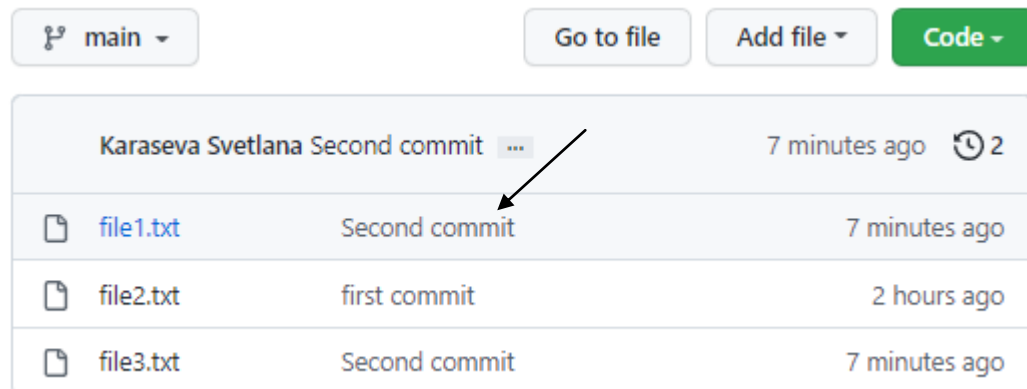 main Go to file Add file Code
Karaseva Svetlana Second commit ... 7 minutes ago 2
file1.txt Second commit 7 minutes ago
file2.txt first commit 2 hours ago
file3.txt Second commit 7 minutes ago